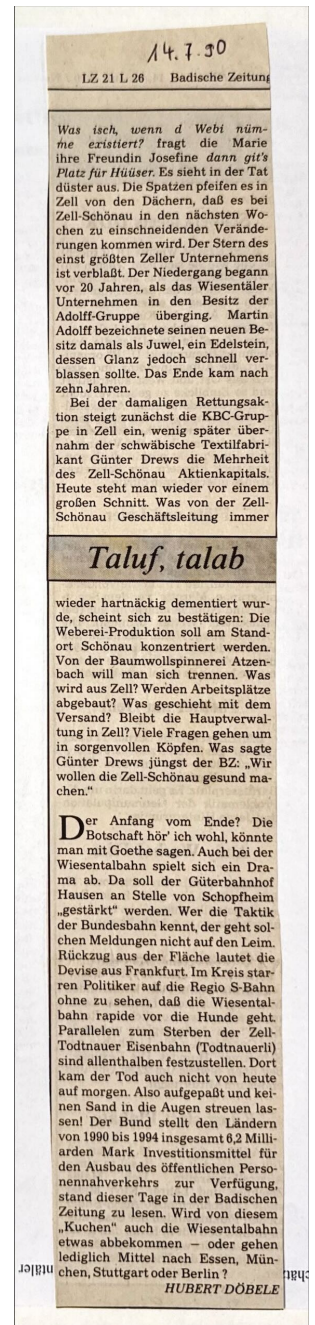 14.7.90
LZ 21 L 26 Badische Zeitung
Was isch, wenn d Webi nüm-
me existiert? fragt die Marie
ihre Freundin Josefine dann git's
Platz für Hüüser. Es sieht in der Tat
düster aus. Die Spatzen pfeifen es in
Zell von den Dächern, daß es bei
Zell-Schönau in den nächsten Wo-
chen zu einschneidenden Verände-
rungen kommen wird. Der Stern des
einst größten Zeller Unternehmens
ist verblaßt. Der Niedergang begann
vor 20 Jahren, als das Wiesentäler
Unternehmen in den Besitz der
Adolff-Gruppe überging. Martin
Adolff bezeichnete seinen neuen Be-
sitz damals als Juwel, ein Edelstein,
dessen Glanz jedoch schnell ver-
blassen sollte. Das Ende kam nach
zehn Jahren.
Bei der damaligen Rettungsak-
tion steigt zunächst die KBC-Grup-
pe in Zell ein, wenig später über-
nahm der schwäbische Textilfabri-
kant Günter Drews die Mehrheit
des Zell-Schönau Aktienkapitals.
Heute steht man wieder vor einem
großen Schnitt. Was von der Zell-
Schönau Geschäftsleitung immer
Taluf, talab
wieder hartnäckig dementiert wur-
de, scheint sich zu bestätigen: Die
Weberei-Produktion soll am Stand-
ort Schönau konzentriert werden.
Von der Baumwollspinnerei Atzen-
bach will man sich trennen. Was
wird aus Zell? Werden Arbeitsplätze
abgebaut? Was geschieht mit dem
Versand? Bleibt die Hauptverwal-
tung in Zell? Viele Fragen gehen um
in sorgenvollen Köpfen. Was sagte
Günter Drews jüngst der BZ: „Wir
wollen die Zell-Schönau gesund ma-
chen.“
Der Anfang vom Ende? Die
Botschaft hör' ich wohl, könnte
man mit Goethe sagen. Auch bei der
Wiesentalbahn spielt sich ein Dra-
ma ab. Da soll der Güterbahnhof
Hausen an Stelle von Schopfheim
„gestärkt“ werden. Wer die Taktik
der Bundesbahn kennt, der geht sol-
chen Meldungen nicht auf den Leim.
Rückzug aus der Fläche lautet die
Devise aus Frankfurt. Im Kreis star-
ren Politiker auf die Regio S-Bahn
ohne zu sehen, daß die Wiesental-
bahn rapide vor die Hunde geht.
Parallelen zum Sterben der Zell-
Todtnauer Eisenbahn (Todtnauerli)
sind allenthalben festzustellen. Dort
kam der Tod auch nicht von heute
auf morgen. Also aufgepaßt und kei-
nen Sand in die Augen streuen las-
sen! Der Bund stellt den Ländern
von 1990 bis 1994 insgesamt 6,2 Milli-
arden Mark Investitionsmittel für
den Ausbau des öffentlichen Perso-
nennahverkehrs zur Verfügung,
stand dieser Tage in der Badischen
Zeitung zu lesen. Wird von diesem
„Kuchen“ auch die Wiesentalbahn
etwas abbekommen — oder gehen
lediglich Mittel nach Essen, Mün-
chen, Stuttgart oder Berlin ?
HUBERT DÖBELE